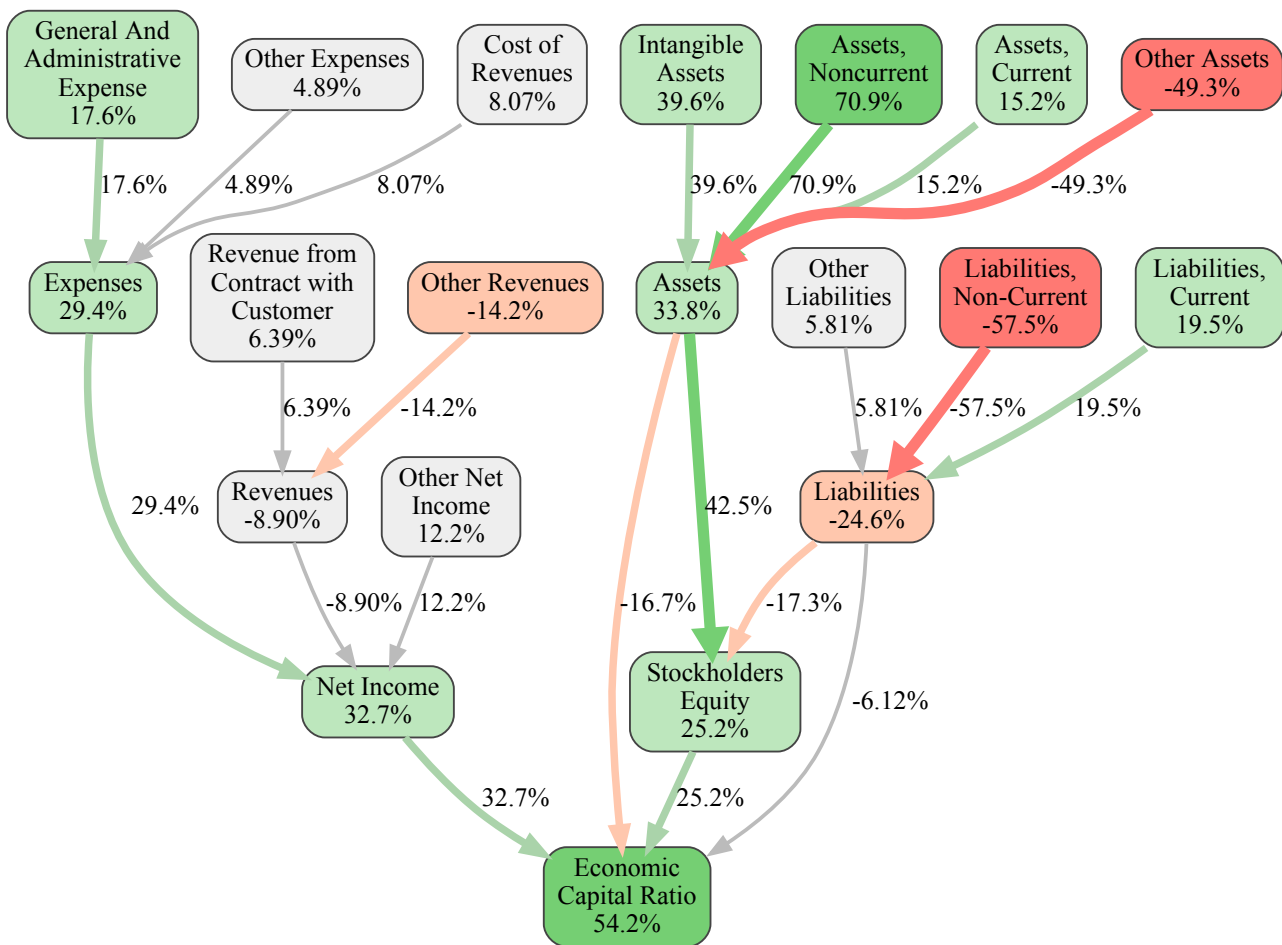 General And
Administrative
Expense
17.6%
Other Expenses
4.89%
Cost of
Revenues
8.07%
Intangible
Assets
39.6%
Assets,
Noncurrent
70.9%
Assets,
Current
15.2%
Other Assets
-49.3%
17.6%
4.89%
8.07%
39.6%
70.9%
15.2%
-49.3%
Expenses
29.4%
Revenue from
Contract with
Customer
6.39%
Other Revenues
-14.2%
Assets
33.8%
Other
Liabilities
5.81%
Liabilities,
Non-Current
-57.5%
Liabilities,
Current
19.5%
6.39%
-14.2%
5.81%
-57.5%
19.5%
29.4%
Revenues
-8.90%
Other Net
Income
12.2%
42.5%
Liabilities
-24.6%
-8.90%
12.2%
-16.7%
-17.3%
-6.12%
Net Income
32.7%
Stockholders
Equity
25.2%
32.7%
25.2%
Economic
Capital Ratio
54.2%